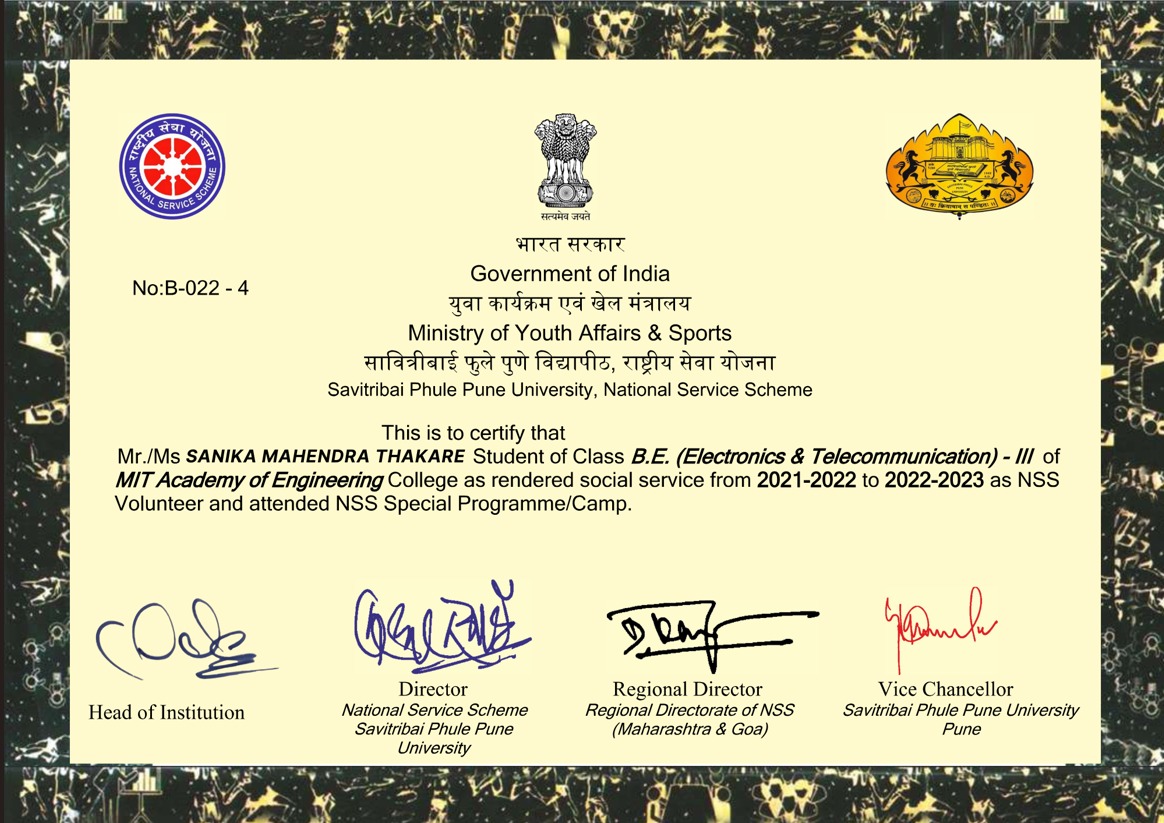 राष्ट्रीय सेवा योजना
NATIONAL SERVICE SCHEME
सत्यमेव जयते
॥ यः क्रियावान् स पण्डितः ॥
भारत सरकार
Government of India
No:B-022 - 4
युवा कार्यक्रम एवं खेल मंत्रालय
Ministry of Youth Affairs & Sports
सावित्रीबाई फुले पुणे विद्यापीठ, राष्ट्रीय सेवा योजना
Savitribai Phule Pune University, National Service Scheme
This is to certify that
Mr./Ms SANIKA MAHENDRA THAKARE Student of Class B.E. (Electronics & Telecommunication) - III of
MIT Academy of Engineering College as rendered social service from 2021-2022 to 2022-2023 as NSS
Volunteer and attended NSS Special Programme/Camp.
Head of Institution
Director
National Service Scheme
Savitribai Phule Pune
University
Regional Director
Regional Directorate of NSS
(Maharashtra & Goa)
Vice Chancellor
Savitribai Phule Pune University
Pune